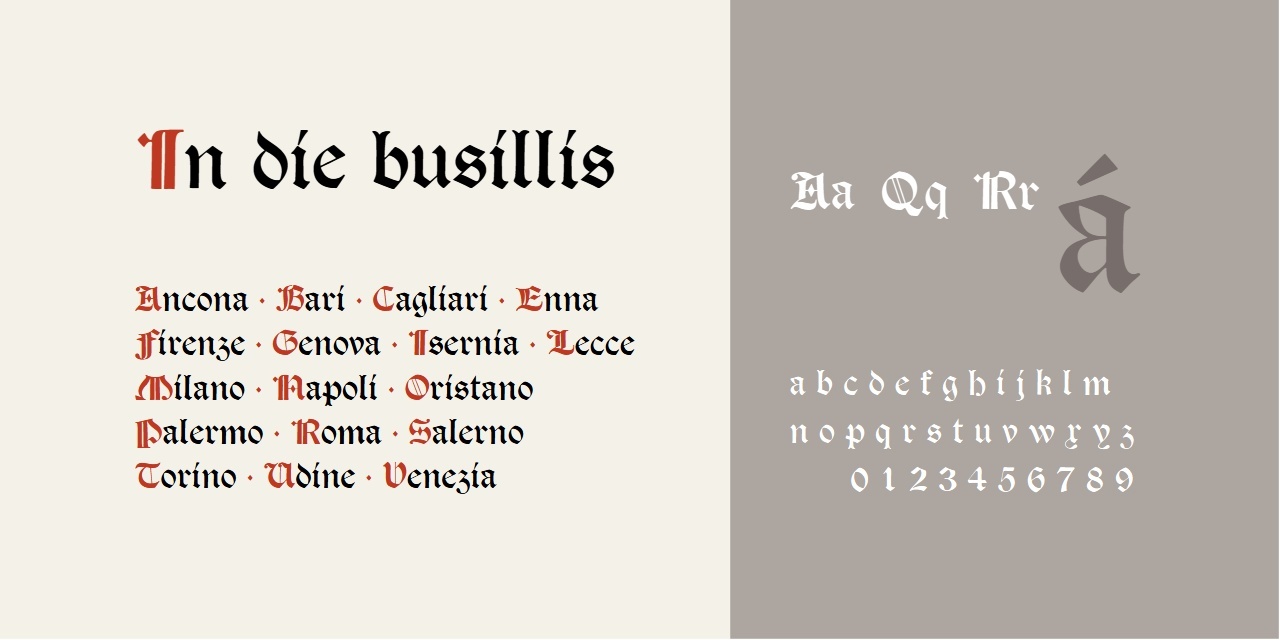 In die busillis
Ancona · Bari · Cagliari · Enna
Firenze · Genova · Isernia · Lecce
Milano · Napoli · Oristano
Palermo · Roma · Salerno
Torino · Udine · Venezia
Aa Qq Rr
á
a b c d e f g h i j k l m
n o p q r s t u v w x y z
0 1 2 3 4 5 6 7 8 9